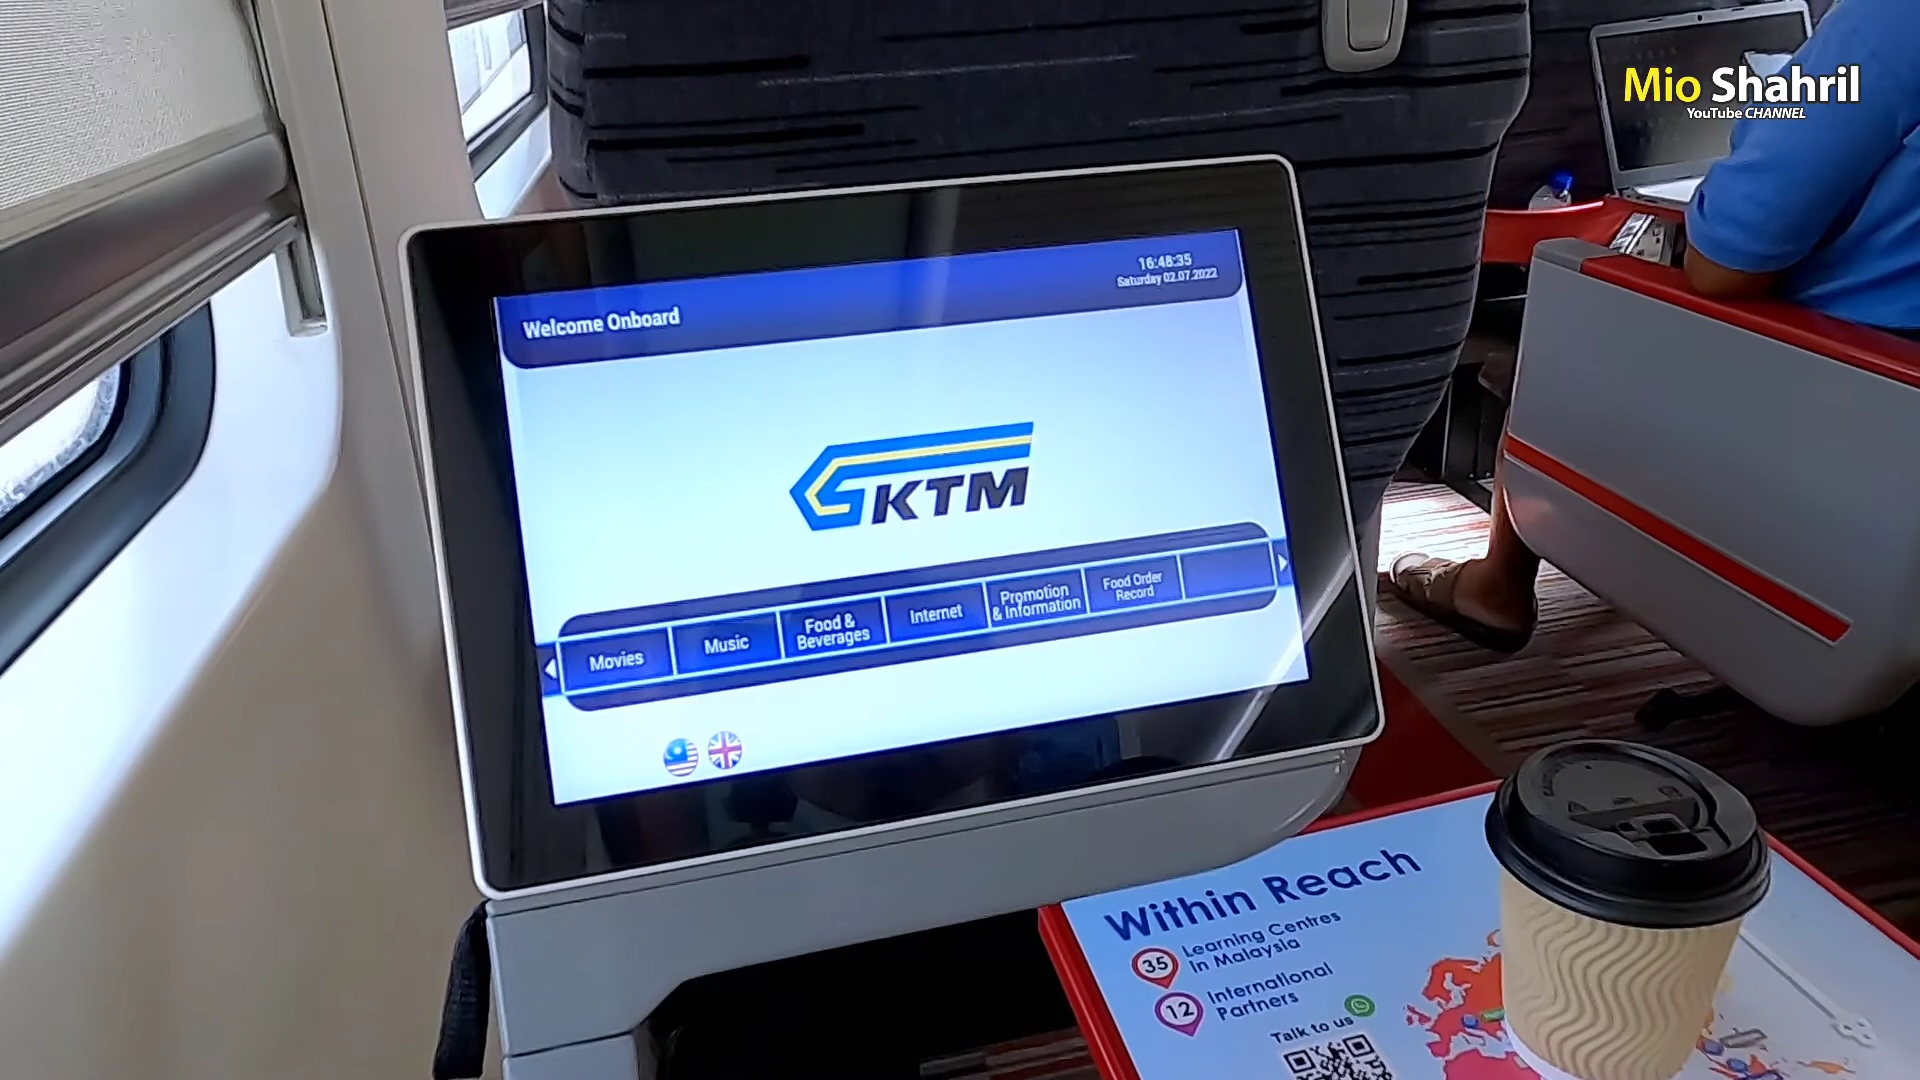 Mio Shahril
YouTube CHANNEL
16:48:35
Saturday 02.07.2022
Welcome Onboard
KTM
Movies
Music
Food &
Beverages
Internet
Promotion
& Information
Food Order
Record
Within Reach
35
Learning Centres
in Malaysia
12
International
Partners
Talk to us